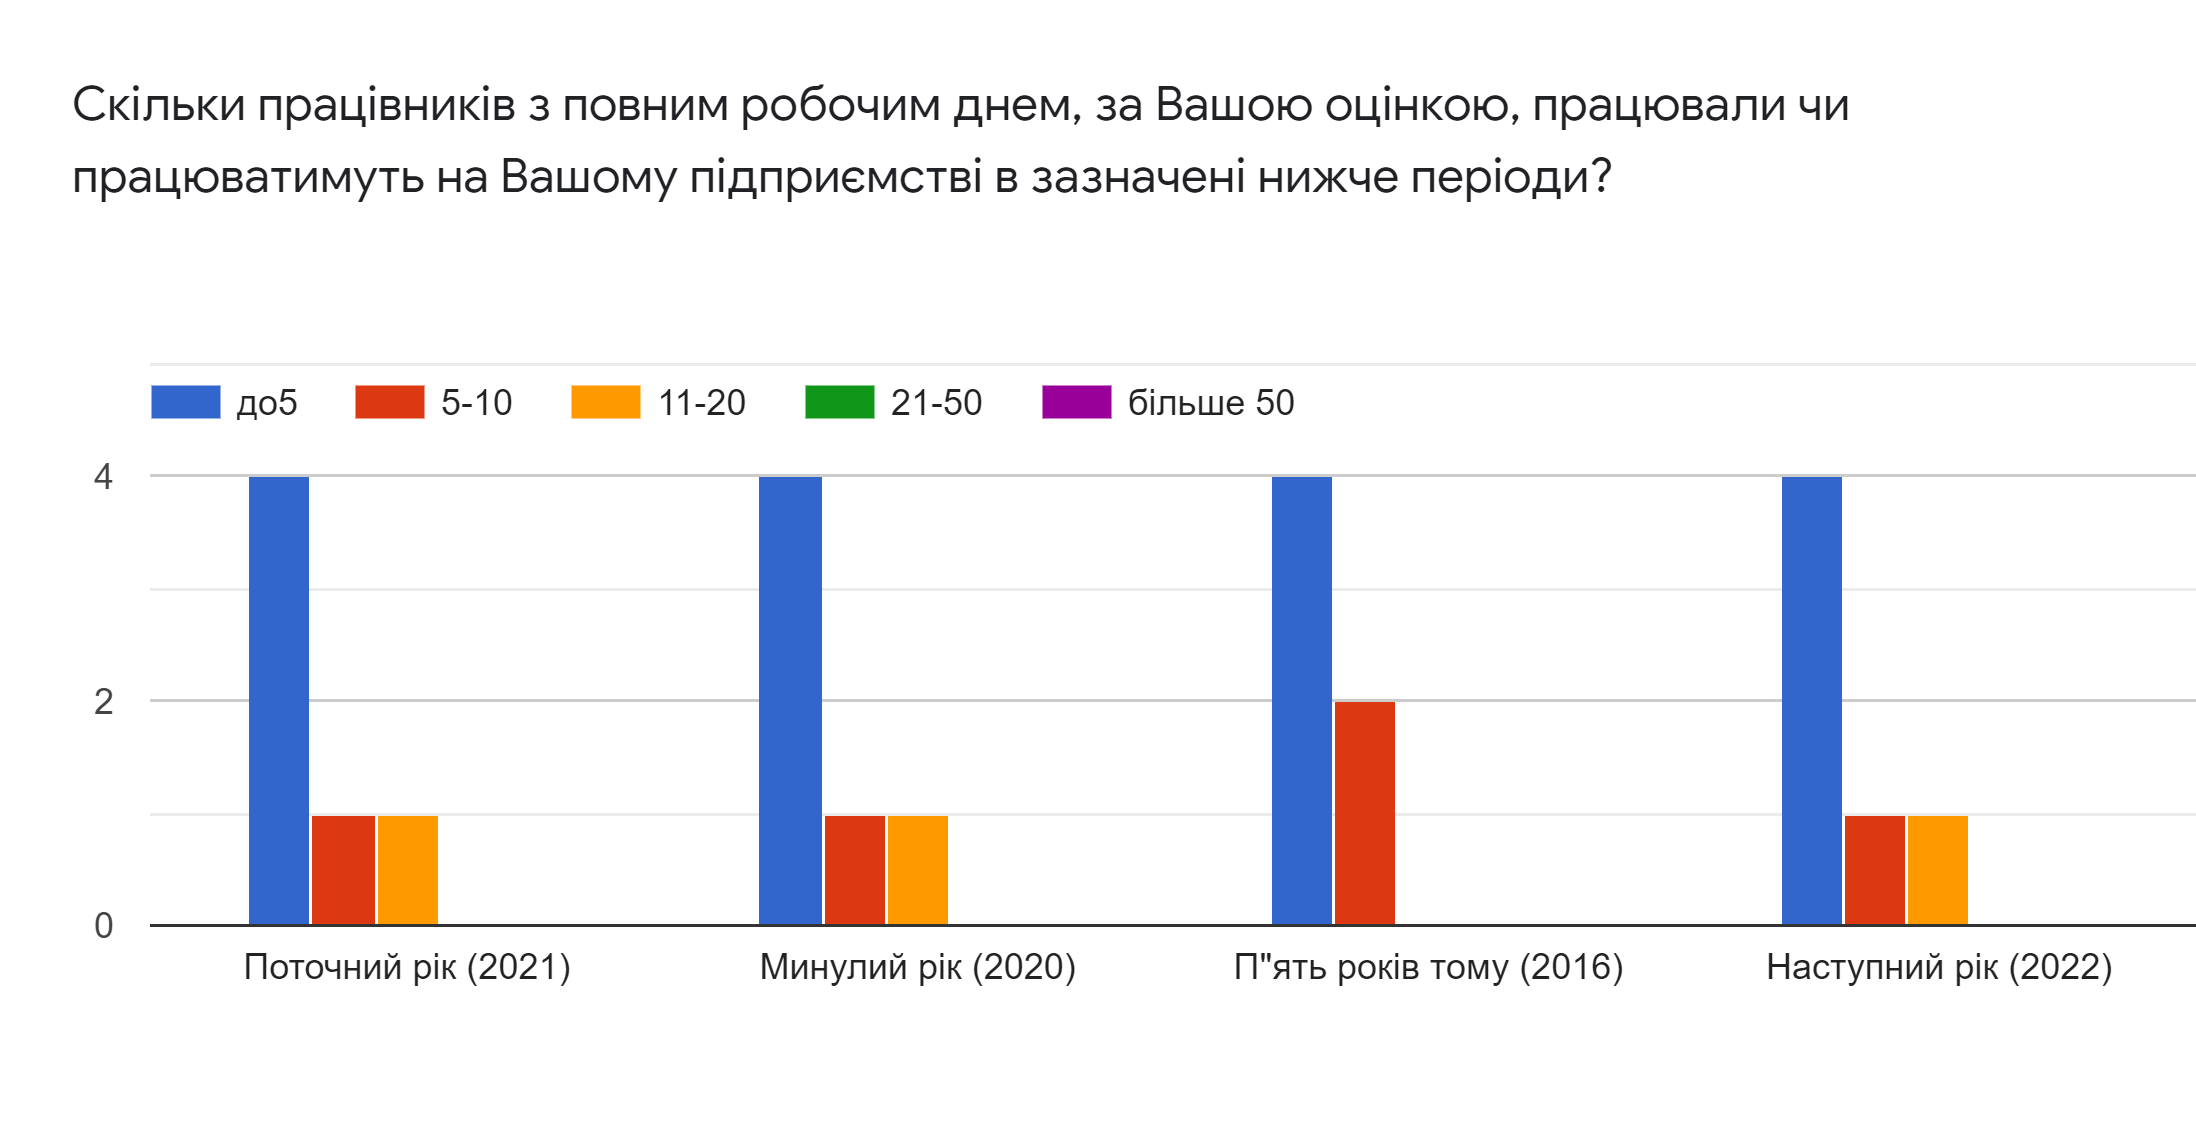 Скільки працівників з повним робочим днем, за Вашою оцінкою, працювали чи
працюватимуть на Вашому підприємстві в зазначені нижче періоди?
до5 5-10 11-20 21-50 більше 50
4
2
0
Поточний рік (2021) Минулий рік (2020) П"ять років тому (2016) Наступний рік (2022)